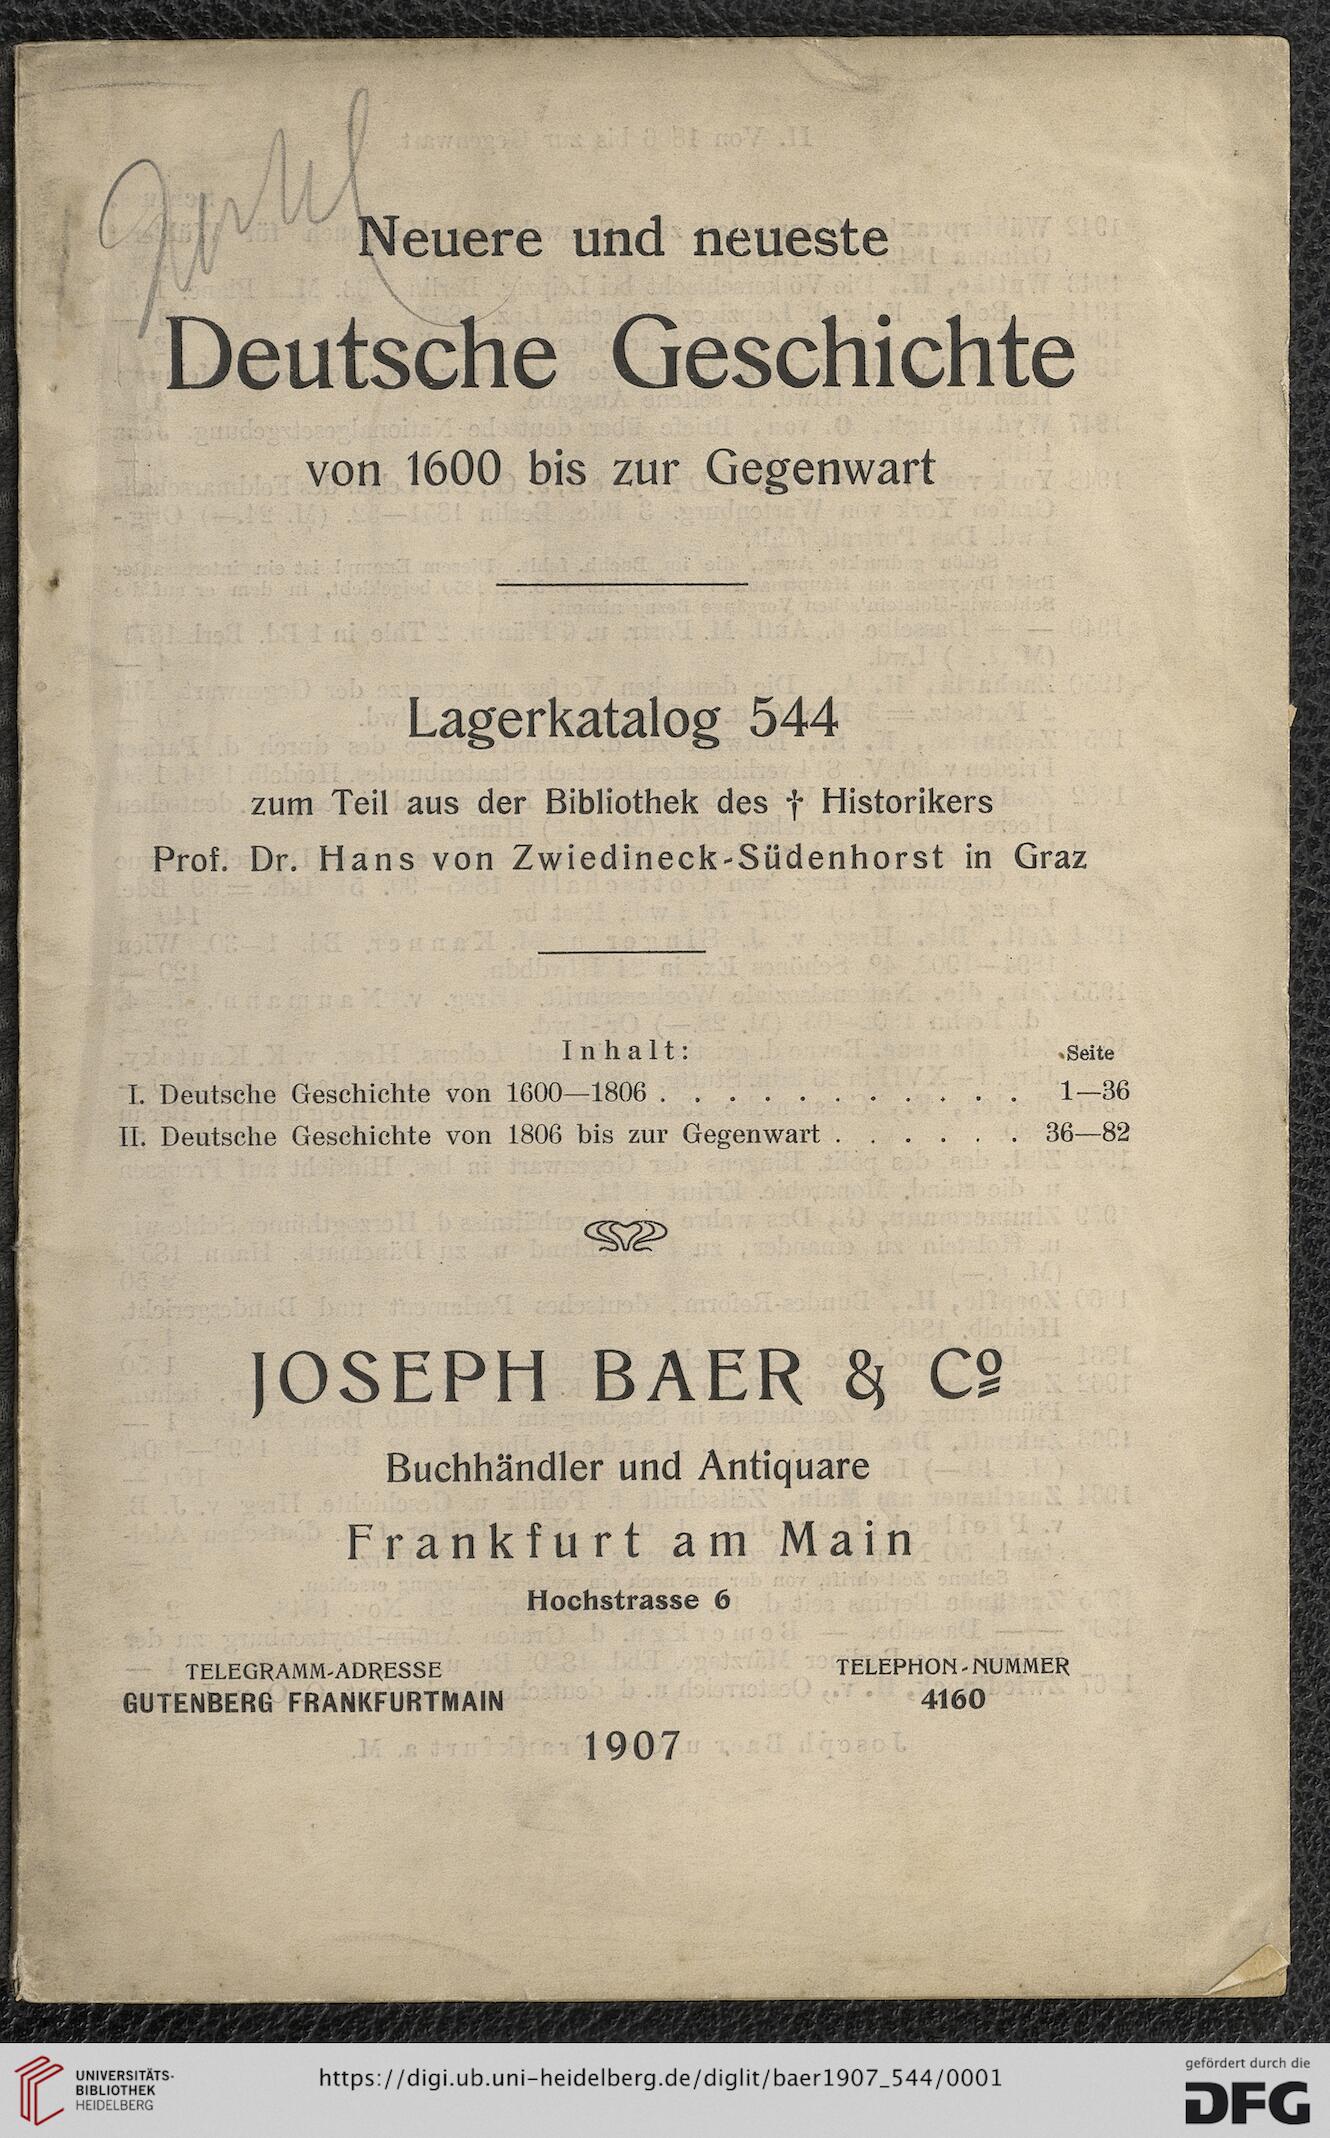 Neuere und neueste
Deutsche Geschichte
von 1600 bis zur Gegenwart
Lagerkatalog 544
zum Teil aus der Bibliothek des † Historikers
Prof. Dr. Hans von Zwiedineck-Südenhorst in Graz
Inhalt: Seite
I. Deutsche Geschichte von 1600—1806 . . . . . . . . . . . 1—36
II. Deutsche Geschichte von 1806 bis zur Gegenwart . . . . . . 36—82
JOSEPH BAER & Cº
Buchhändler und Antiquare
Frankfurt am Main
Hochstrasse 6
TELEGRAMM-ADRESSE TELEPHON-NUMMER
GUTENBERG FRANKFURTMAIN 4160
1907
UNIVERSITÄTS-
BIBLIOTHEK
HEIDELBERG
https://digi.ub.uni-heidelberg.de/diglit/baer1907_544/0001
gefördert durch die
DFG